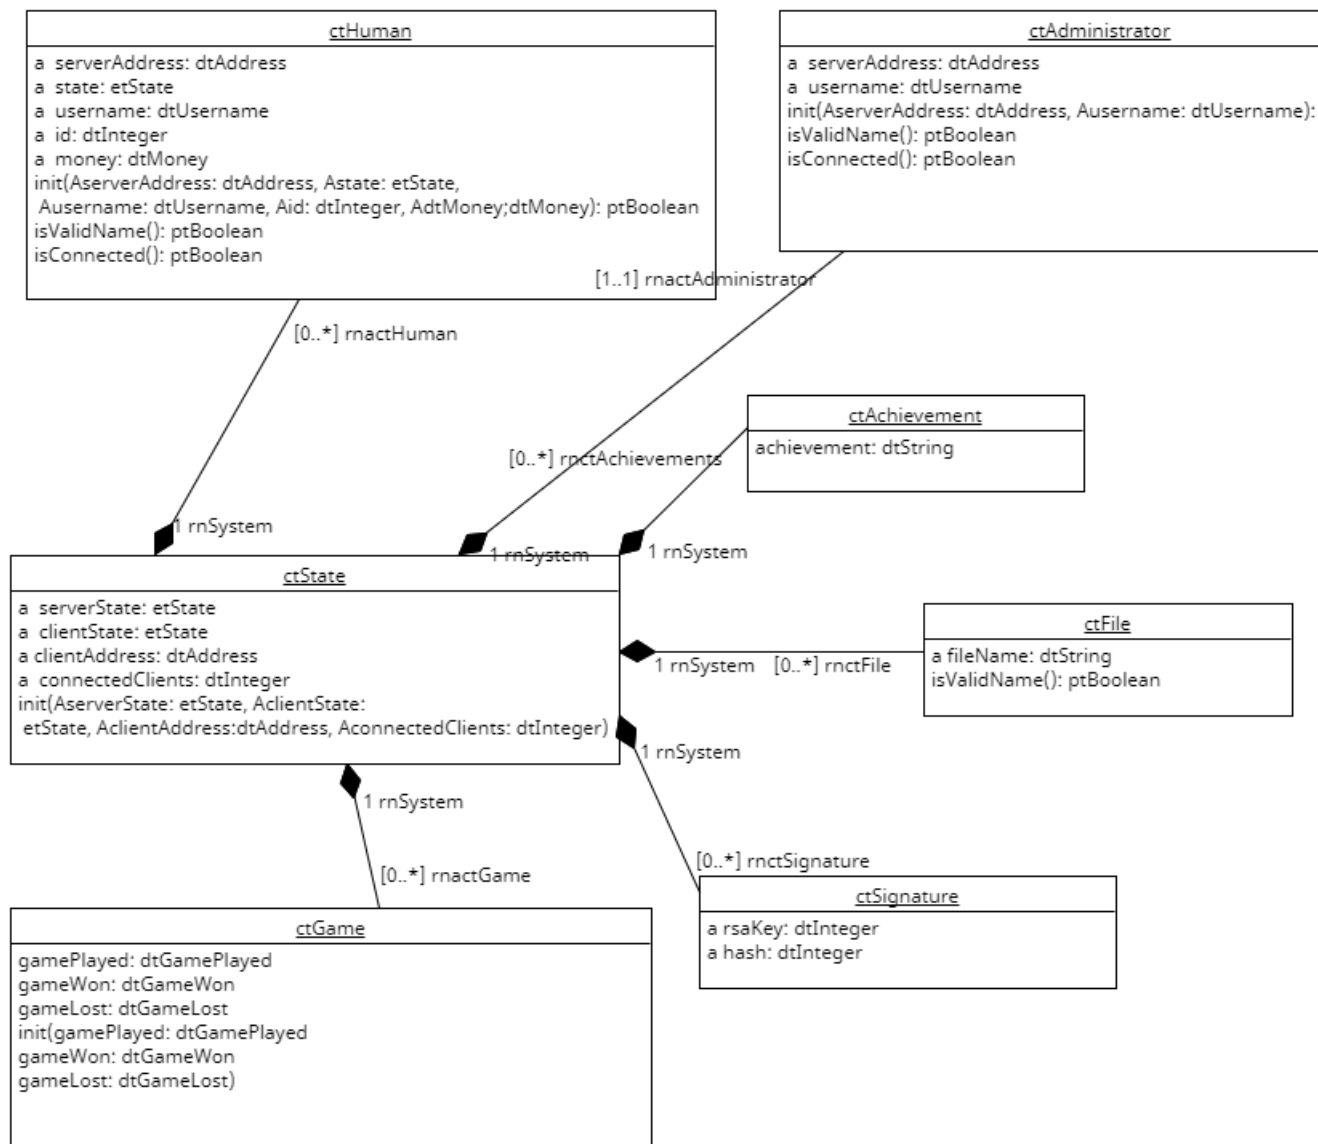 ctHuman
a  serverAddress: dtAddress
a  state: etState
a  username: dtUsername
a  id: dtInteger
a  money: dtMoney
init(AserverAddress: dtAddress, Astate: etState,
Ausername: dtUsername, Aid: dtInteger, AdtMoney;dtMoney): ptBoolean
isValidName(): ptBoolean
isConnected(): ptBoolean
ctAdministrator
a  serverAddress: dtAddress
a  username: dtUsername
init(AserverAddress: dtAddress, Ausername: dtUsername):
isValidName(): ptBoolean
isConnected(): ptBoolean
[1..1] rnactAdministrator
[0..*] rnactHuman
ctAchievement
achievement: dtString
[0..*] rnctAchievements
1 rnSystem
1 rnSystem
1 rnSystem
ctState
a  serverState: etState
a  clientState: etState
a clientAddress: dtAddress
a  connectedClients: dtInteger
init(AserverState: etState, AclientState:
etState, AclientAddress:dtAddress, AconnectedClients: dtInteger)
ctFile
a fileName: dtString
isValidName(): ptBoolean
1 rnSystem
[0..*] rnctFile
1 rnSystem
1 rnSystem
[0..*] rnctSignature
[0..*] rnactGame
ctSignature
a rsaKey: dtInteger
a hash: dtInteger
ctGame
gamePlayed: dtGamePlayed
gameWon: dtGameWon
gameLost: dtGameLost
init(gamePlayed: dtGamePlayed
gameWon: dtGameWon
gameLost: dtGameLost)